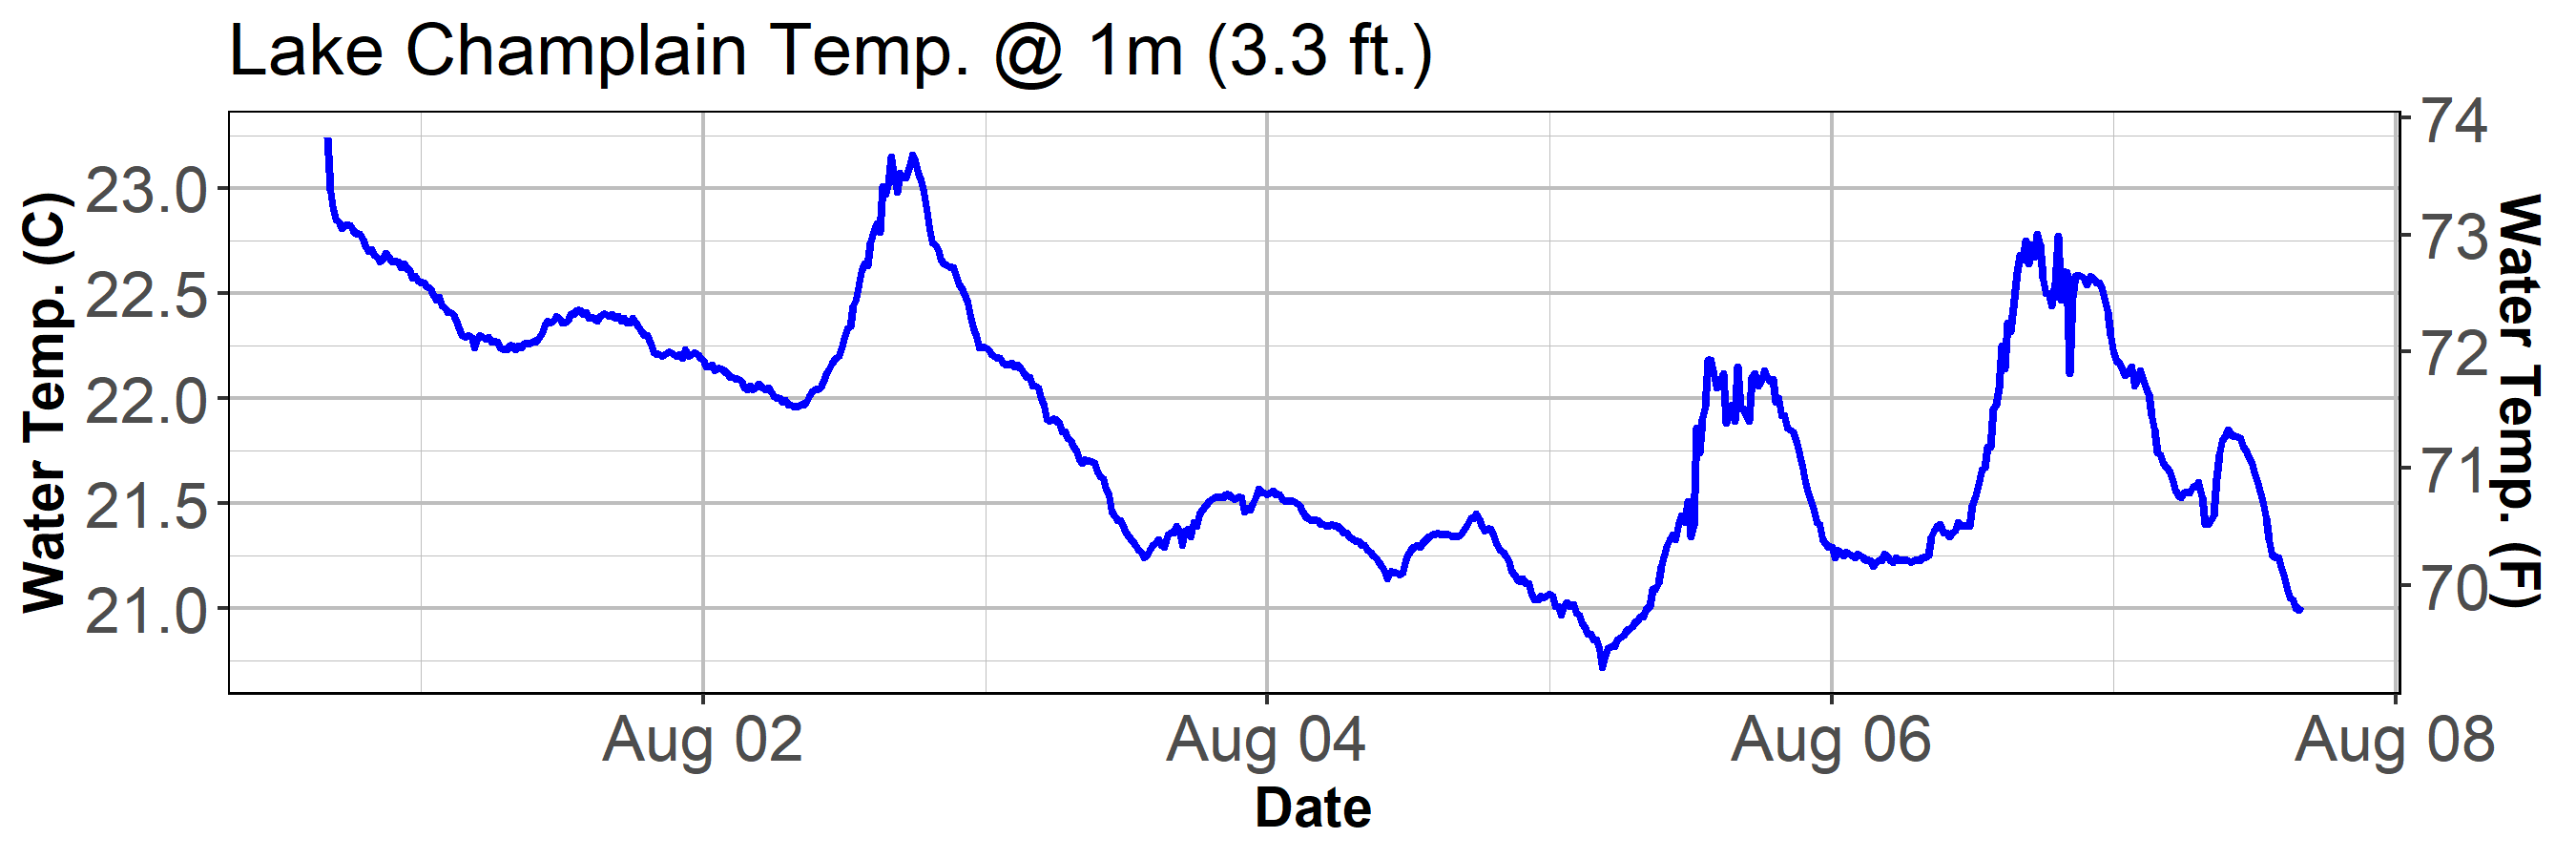 Lake Champlain Temp. @ 1m (3.3 ft.)
Water Temp. (C)
23.0
22.5
22.0
21.5
21.0
74
73
72
71
70
Water Temp. (F)
Aug 02 Aug 04 Aug 06 Aug 08
Date